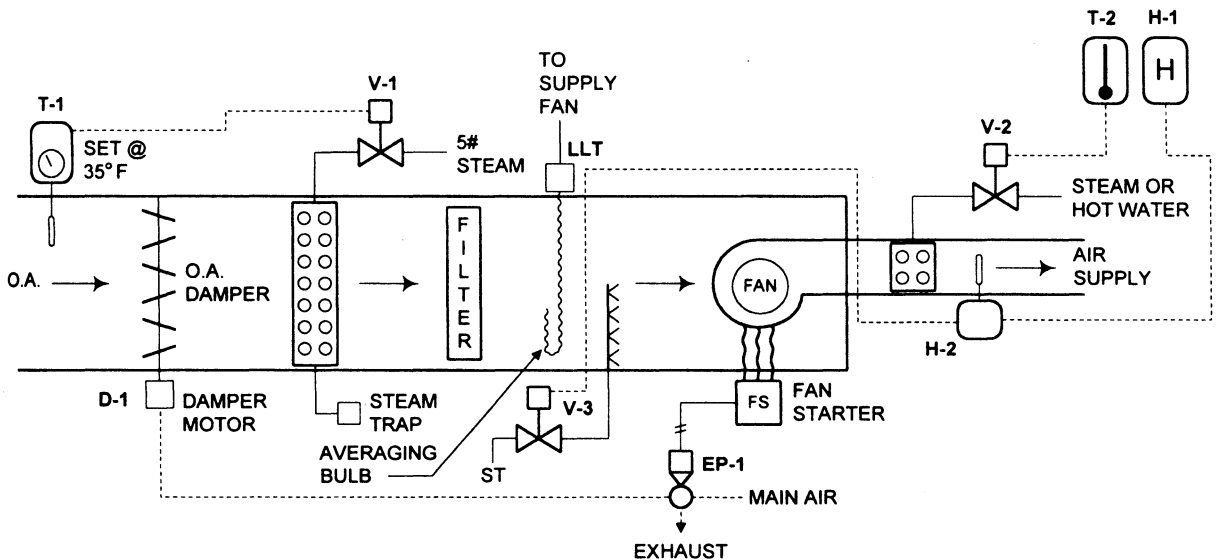 T-2
H-1
H
TO
SUPPLY
FAN
V-1
T-1
SET @
35° F
5#
STEAM
LLT
V-2
STEAM OR
HOT WATER
O.A.
O.A.
DAMPER
FILTER
FAN
AIR
SUPPLY
H-2
D-1
DAMPER
MOTOR
STEAM
TRAP
V-3
FS
FAN
STARTER
AVERAGING
BULB
ST
EP-1
MAIN AIR
EXHAUST